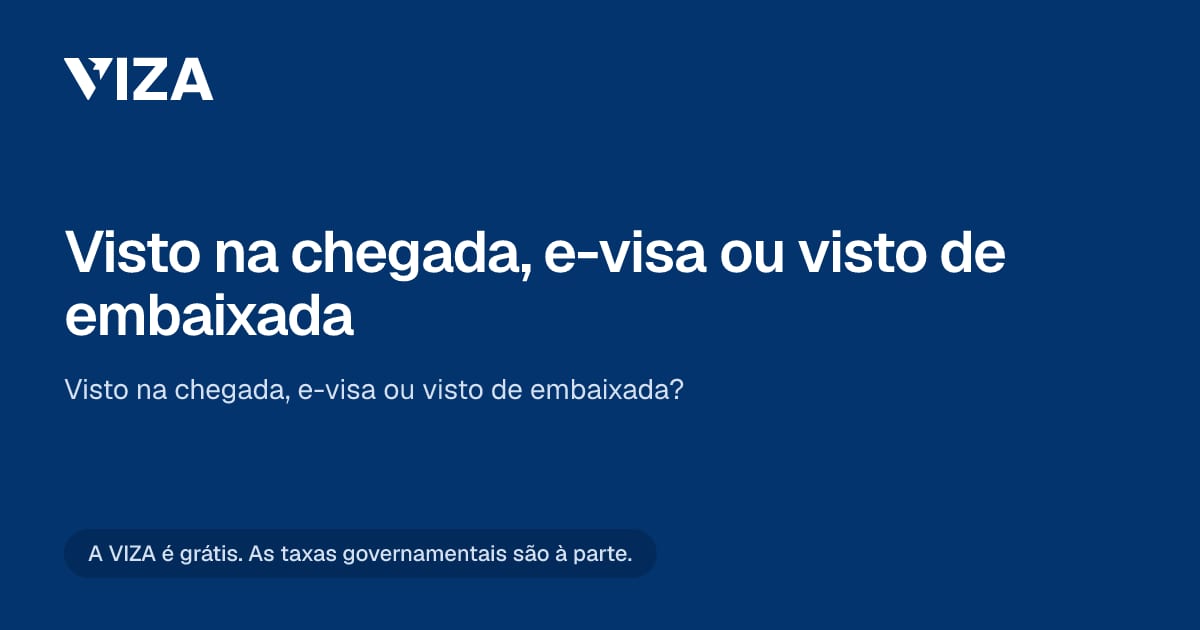 VIZA
Visto na chegada, e-visa ou visto de
embaixada
Visto na chegada, e-visa ou visto de embaixada?
A VIZA é grátis. As taxas governamentais são à parte.